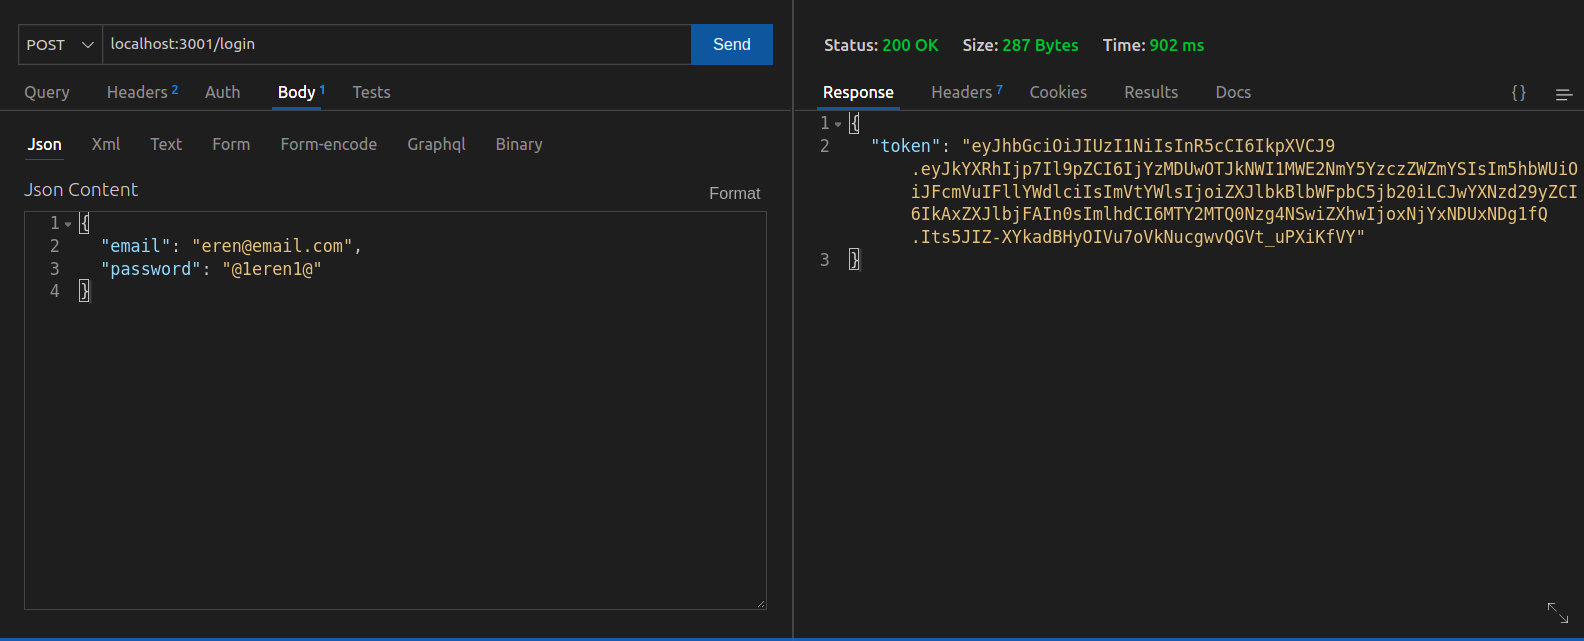 POST localhost:3001/login Send
Query Headers 2 Auth Body 1 Tests
Json Xml Text Form Form-encode Graphql Binary
Json Content Format
1 {
2 "email": "eren@email.com",
3 "password": "@1eren1@"
4 }
Status: 200 OK Size: 287 Bytes Time: 902 ms
Response Headers 7 Cookies Results Docs {}
1 {
2 "token": "eyJhbGciOiJIUzI1NiIsInR5cCI6IkpXVCJ9
.eyJkYXRhIjp7Il9pZCI6IjYzMDUwOTJkNWI1MWE2NmY5YzczZWZmYSIsIm5hbWUiO
iJFcmVuIFllYWdlciIsImVtYWlsIjoiZXJlbkBlbWFpbC5jb20iLCJwYXNzd29yZCI
6IkAxZXJlbjFAIn0sImlhdCI6MTY2MTQ0Nzg4NSwiZXhwIjoxNjYxNDUxNDg1fQ
.Its5JIZ-XYkadBHyOIVu7oVkNucgwvQGVt_uPXiKfVY"
3 }